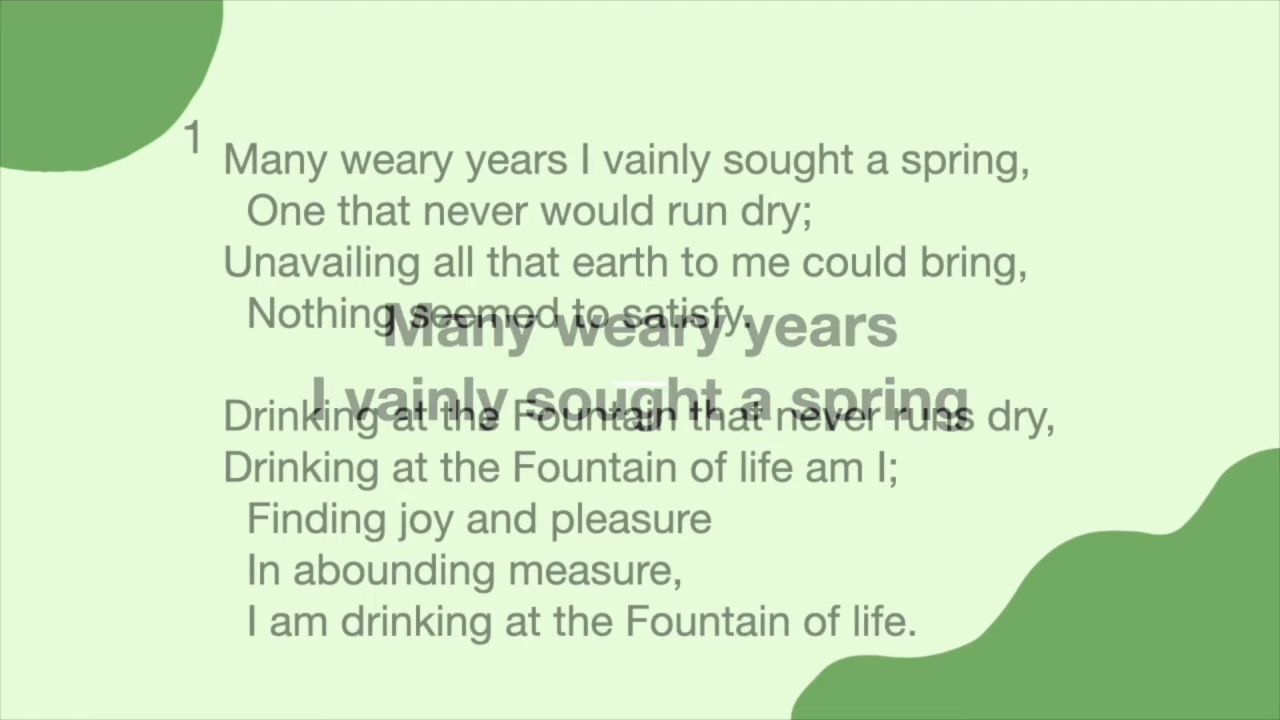 1
Many weary years I vainly sought a spring,
One that never would run dry;
Unavailing all that earth to me could bring,
Nothing seemed to satisfy.
Many weary years
I vainly sought a spring
Drinking at the Fountain that never runs dry,
Drinking at the Fountain of life am I;
Finding joy and pleasure
In abounding measure,
I am drinking at the Fountain of life.